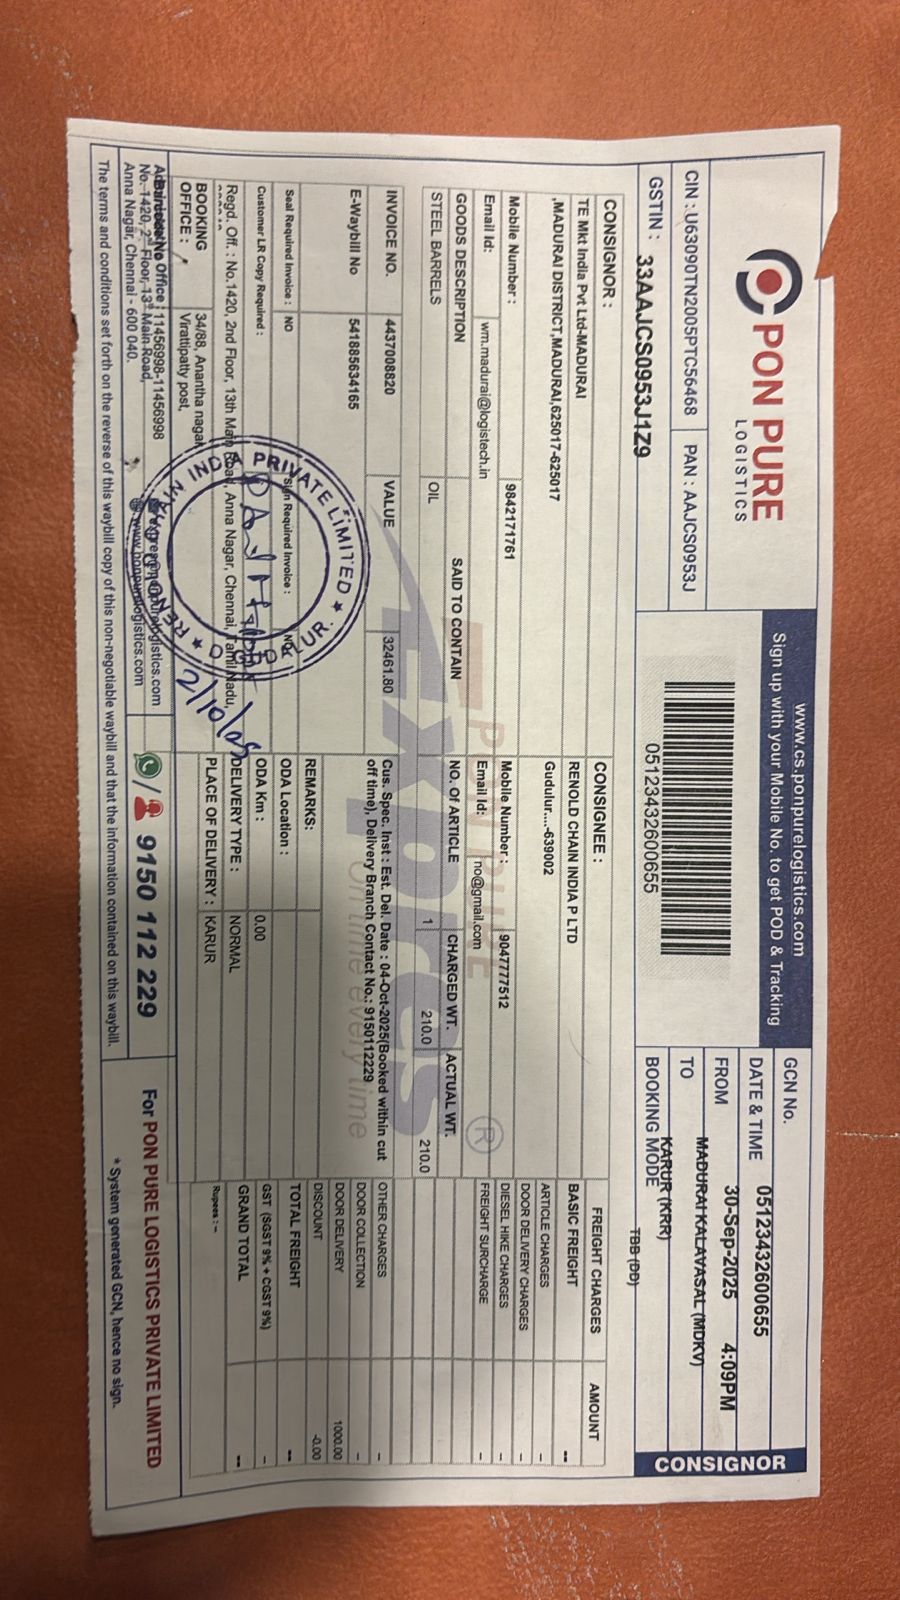 PON PURE
LOGISTICS
CIN : U63090TN2005PTC56468
PAN : AAJCS0953J
GSTIN : 33AAJCS0953J1Z9
www.cs.ponpurelogistics.com
Sign up with your Mobile No. to get POD & Tracking
0512343260​0655
GCN No. 0512343260​0655
DATE & TIME 30-Sep-2025 4:09PM
FROM MADURAI KALAVASAL (MDKV)
TO KARUR (KRR)
BOOKING MODE TBB (DD)
CONSIGNOR
CONSIGNOR :
TE Mkt India Pvt Ltd-MADURAI
,MADURAI DISTRICT,MADURAI,625017-625017
Mobile Number : 9842171761
Email Id: wm.madurai@logistech.in
CONSIGNEE :
RENOLD CHAIN INDIA P LTD
Gudulur....-639002
Mobile Number : 9047777512
Email Id: no@gmail.com
GOODS DESCRIPTION SAID TO CONTAIN NO. Of ARTICLE CHARGED WT. ACTUAL WT.
STEEL BARRELS OIL 1 210.0 210.0
INVOICE NO. 4437008820 VALUE 32461.80
E-Waybill No 541885634165
Cus. Spec. Inst : Est. Del. Date : 04-Oct-2025(Booked within cut
off time), Delivery Branch Contact No.: 9150112229
Seal Required Invoice : NO Sign Required Invoice : NO
Customer LR Copy Required :
REMARKS:
ODA Location :
ODA Km : 0.00
DELIVERY TYPE : NORMAL
PLACE OF DELIVERY : KARUR
FREIGHT CHARGES AMOUNT
BASIC FREIGHT --
ARTICLE CHARGES -
DOOR DELIVERY CHARGES -
DIESEL HIKE CHARGES -
FREIGHT SURCHARGE -
OTHER CHARGES -
DOOR COLLECTION -
DOOR DELIVERY 1000.00
DISCOUNT -0.00
TOTAL FREIGHT --
GST (SGST 9% + CGST 9%) -
GRAND TOTAL --
Rupees : -
PON PURE
Expres
On time every time
®
Regd. Off. : No.1420, 2nd Floor, 13th Main Road, Anna Nagar, Chennai, Tamil Nadu,
BOOKING OFFICE : 34/88, Anantha nagar
Virattipatty post,
11456998-11456998
No. 1420, 2nd Floor, 13th Main Road,
Anna Nagar, Chennai - 600 040.
www.ponpurelogistics.com
9150 112 229
For PON PURE LOGISTICS PRIVATE LIMITED
The terms and conditions set forth on the reverse of this waybill copy of this non-negotiable waybill and that the information contained on this waybill.
* System generated GCN, hence no sign.
INDIA PRIVATE LIMITED
2/10/25